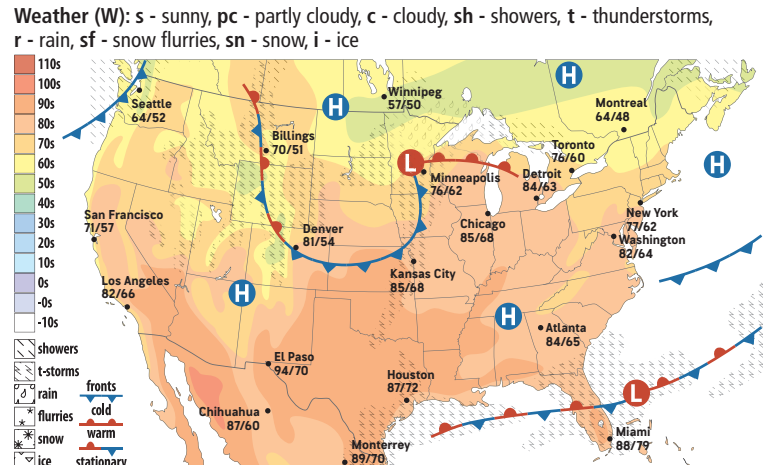 Weather (W): s - sunny, pc - partly cloudy, c - cloudy, sh - showers, t - thunderstorms,
r - rain, sf - snow flurries, sn - snow, i - ice
110s
100s
90s
80s
70s
60s
50s
40s
30s
20s
10s
0s
-0s
-10s
showers
t-storms
rain
flurries
snow
ice
fronts
cold
warm
stationary
Seattle
64/52
Billings
70/51
H
Winnipeg
57/50
H
Montreal
64/48
Toronto
76/60
L
Minneapolis
76/62
Detroit
84/63
H
San Francisco
71/57
Denver
81/54
Chicago
85/68
New York
77/62
Washington
82/64
Los Angeles
82/66
H
Kansas City
85/68
H
Atlanta
84/65
El Paso
94/70
Houston
87/72
L
Chihuahua
87/60
Monterrey
89/70
Miami
88/79